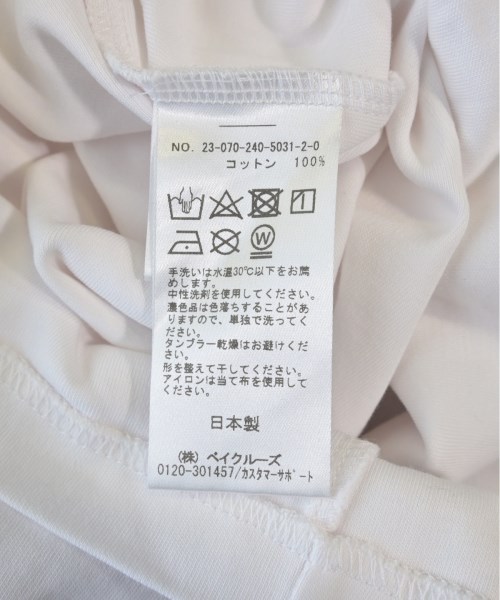 NO. 23-070-240-5031-2-0
コットン 100%
W
手洗いは水温30℃以下をお薦
めします。
中性洗剤を使用してください。
濃色品は色落ちすることがあ
りますので、単独で洗ってく
ださい。
タンブラー乾燥はお避けくだ
さい。
形を整えて干してください。
アイロンは当て布を使用して
ください。
日本製
(株) ベイクルーズ
0120-301457/カスタマーサポート